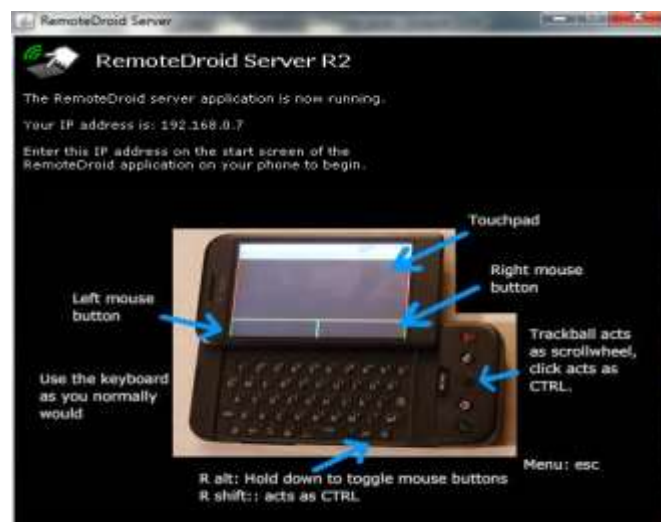 RemoteDroid Server
RemoteDroid Server R2
The RemoteDroid server application is now running.
Your IP address is: 192.168.0.7
Enter this IP address on the start screen of the
RemoteDroid application on your phone to begin.
Touchpad
Right mouse
button
Left mouse
button
Trackball acts
as scrollwheel,
click acts as
CTRL.
Use the keyboard
as you normally
would
Menu: esc
R alt: Hold down to toggle mouse buttons
R shift:: acts as CTRL